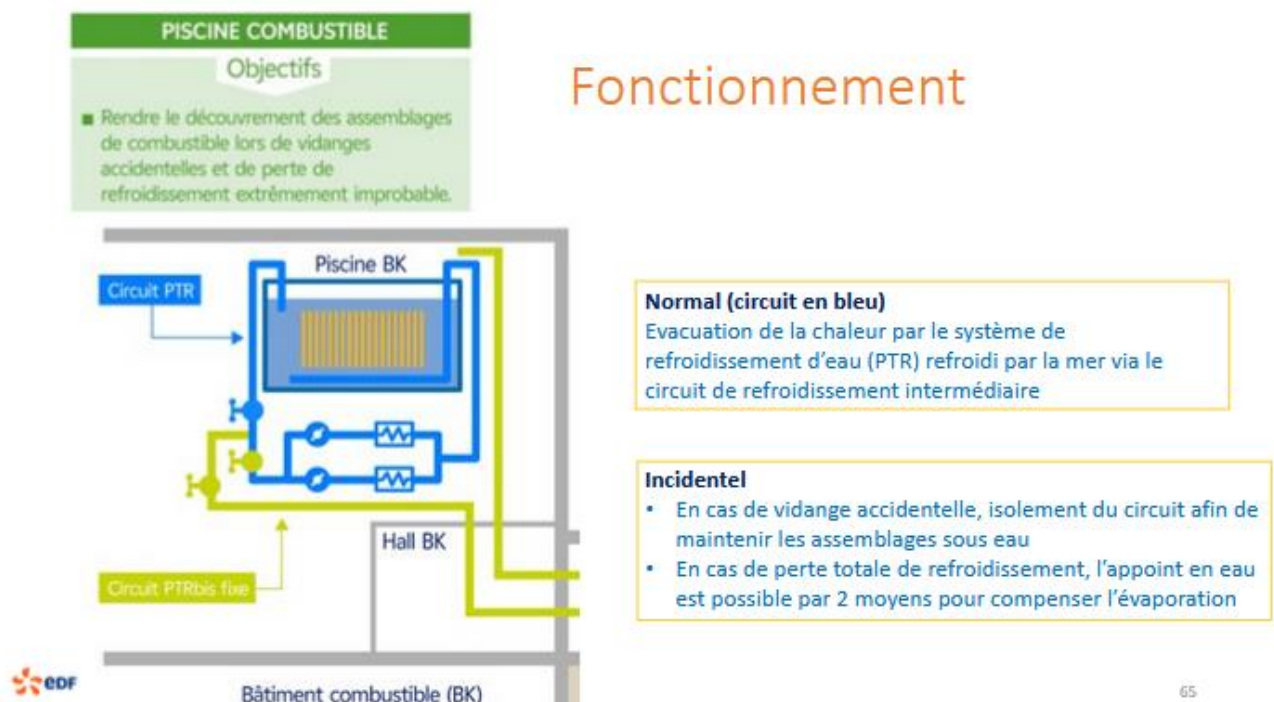 PISCINE COMBUSTIBLE
Objectifs
■ Rendre le découvrement des assemblages
de combustible lors de vidanges
accidentelles et de perte de
refroidissement extrêmement improbable.
Fonctionnement
Piscine BK
Circuit PTR
Hall BK
Circuit PTRbis fixe
Bâtiment combustible (BK)
Normal (circuit en bleu)
Evacuation de la chaleur par le système de
refroidissement d'eau (PTR) refroidi par la mer via le
circuit de refroidissement intermédiaire
Incidentel
• En cas de vidange accidentelle, isolement du circuit afin de
maintenir les assemblages sous eau
• En cas de perte totale de refroidissement, l'appoint en eau
est possible par 2 moyens pour compenser l'évaporation
eDF
65